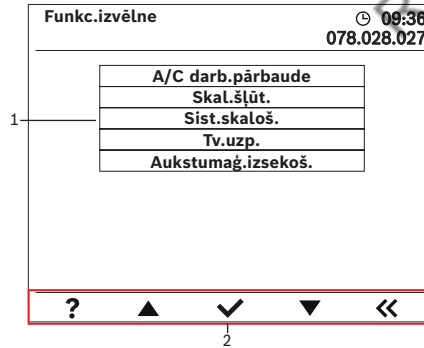 Funkc.izvēlne
09:36
078.028.027
A/C darb.pārbaude
Skal.šļūt.
1
Sist.skaloš.
Tv.uzp.
Aukstumaģ.izsekoš.
?
2